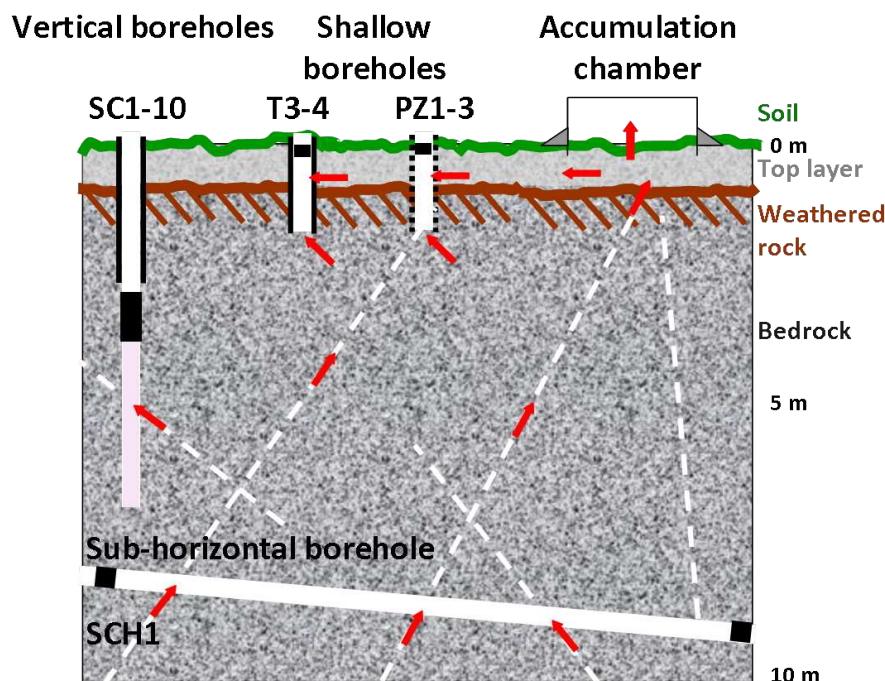 Vertical boreholes
Shallow
boreholes
Accumulation
chamber
SC1-10
T3-4
PZ1-3
Soil
0 m
Top layer
Weathered
rock
Bedrock
5 m
Sub-horizontal borehole
SCH1
10 m